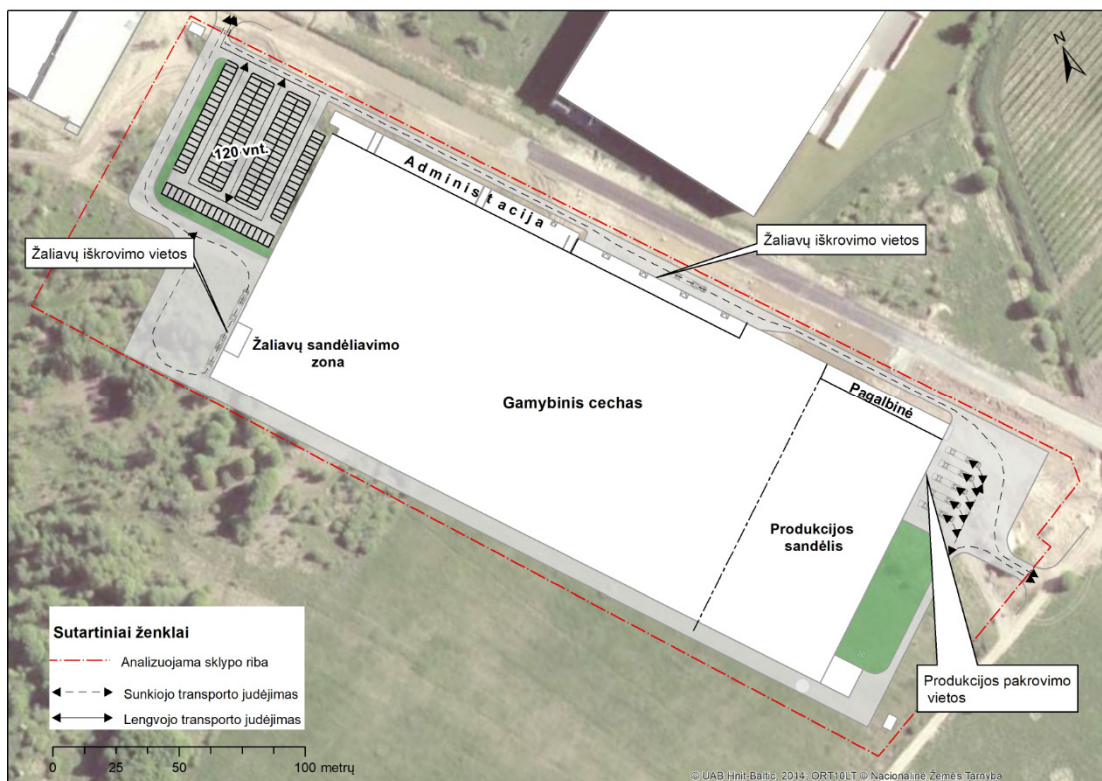 N
120 vnt.
Administacija
Žaliavų iškrovimo vietos
Žaliavų iškrovimo vietos
Žaliavų sandėliavimo
zona
Gamybinis cechas
Pagalbinė
Produkcijos
sandėlis
Produkcijos pakrovimo
vietos
Sutartiniai ženklai
Analizuojama sklypo riba
Sunkiojo transporto judėjimas
Lengvojo transporto judėjimas
0 25 50 100 metrų
© UAB Hnit-Baltic, 2014, ORT10LT © Nacionalinė Žemės Tarnyba